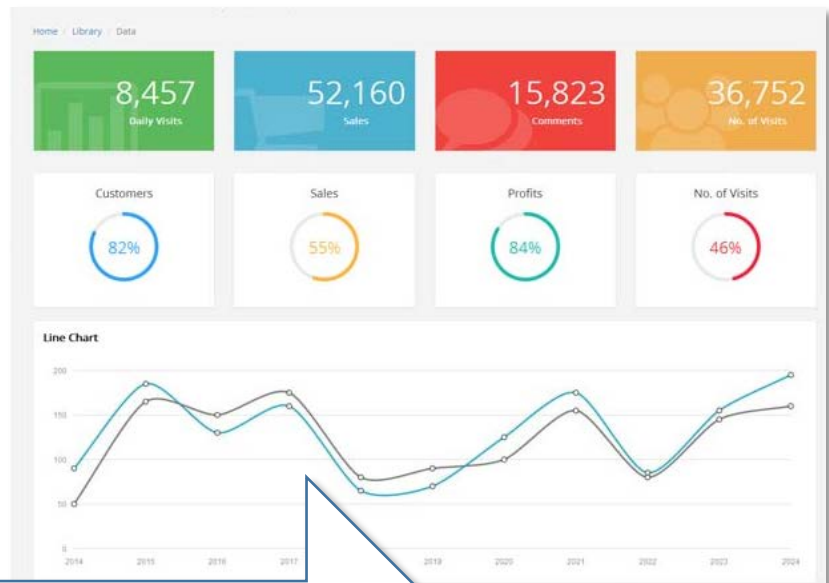 Home / Library / Data
8,457
Daily Visits
52,160
Sales
15,823
Comments
36,752
No. of Visits
Customers
82%
Sales
55%
Profits
84%
No. of Visits
46%
Line Chart
200
150
100
50
0
2014 2015 2016 2017 2019 2020 2021 2022 2023 2024